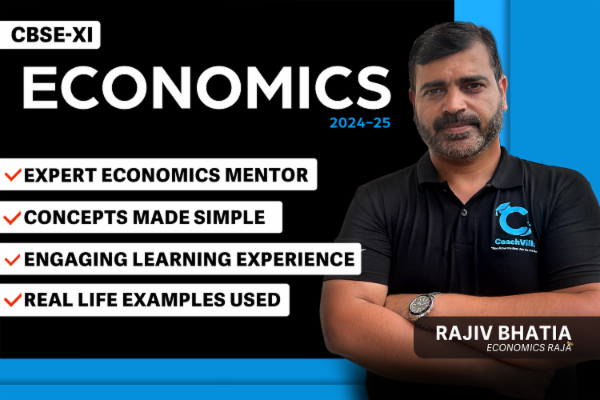 CBSE-XI
ECONOMICS
2024-25
EXPERT ECONOMICS MENTOR
CONCEPTS MADE SIMPLE
ENGAGING LEARNING EXPERIENCE
REAL LIFE EXAMPLES USED
CoachVilla
RAJIV BHATIA
ECONOMICS RAJA